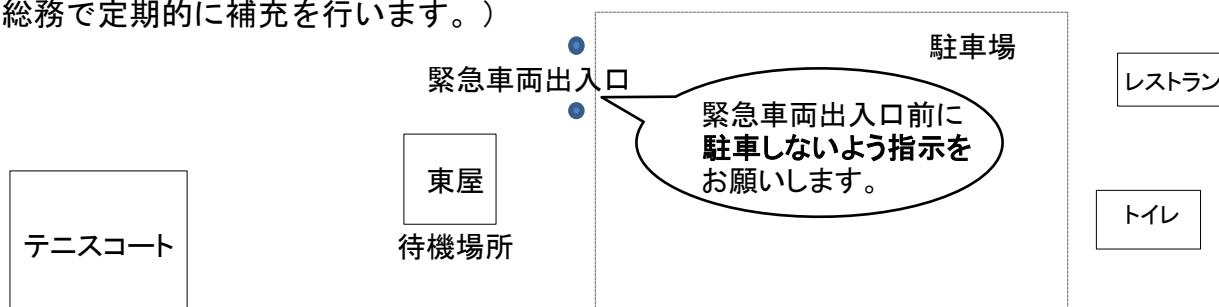 総務で定期的に補充を行います。）
駐車場
緊急車両出入口
レストラン
緊急車両出入口前に
駐車しないよう指示を
お願いします。
東屋
トイレ
テニスコート
待機場所